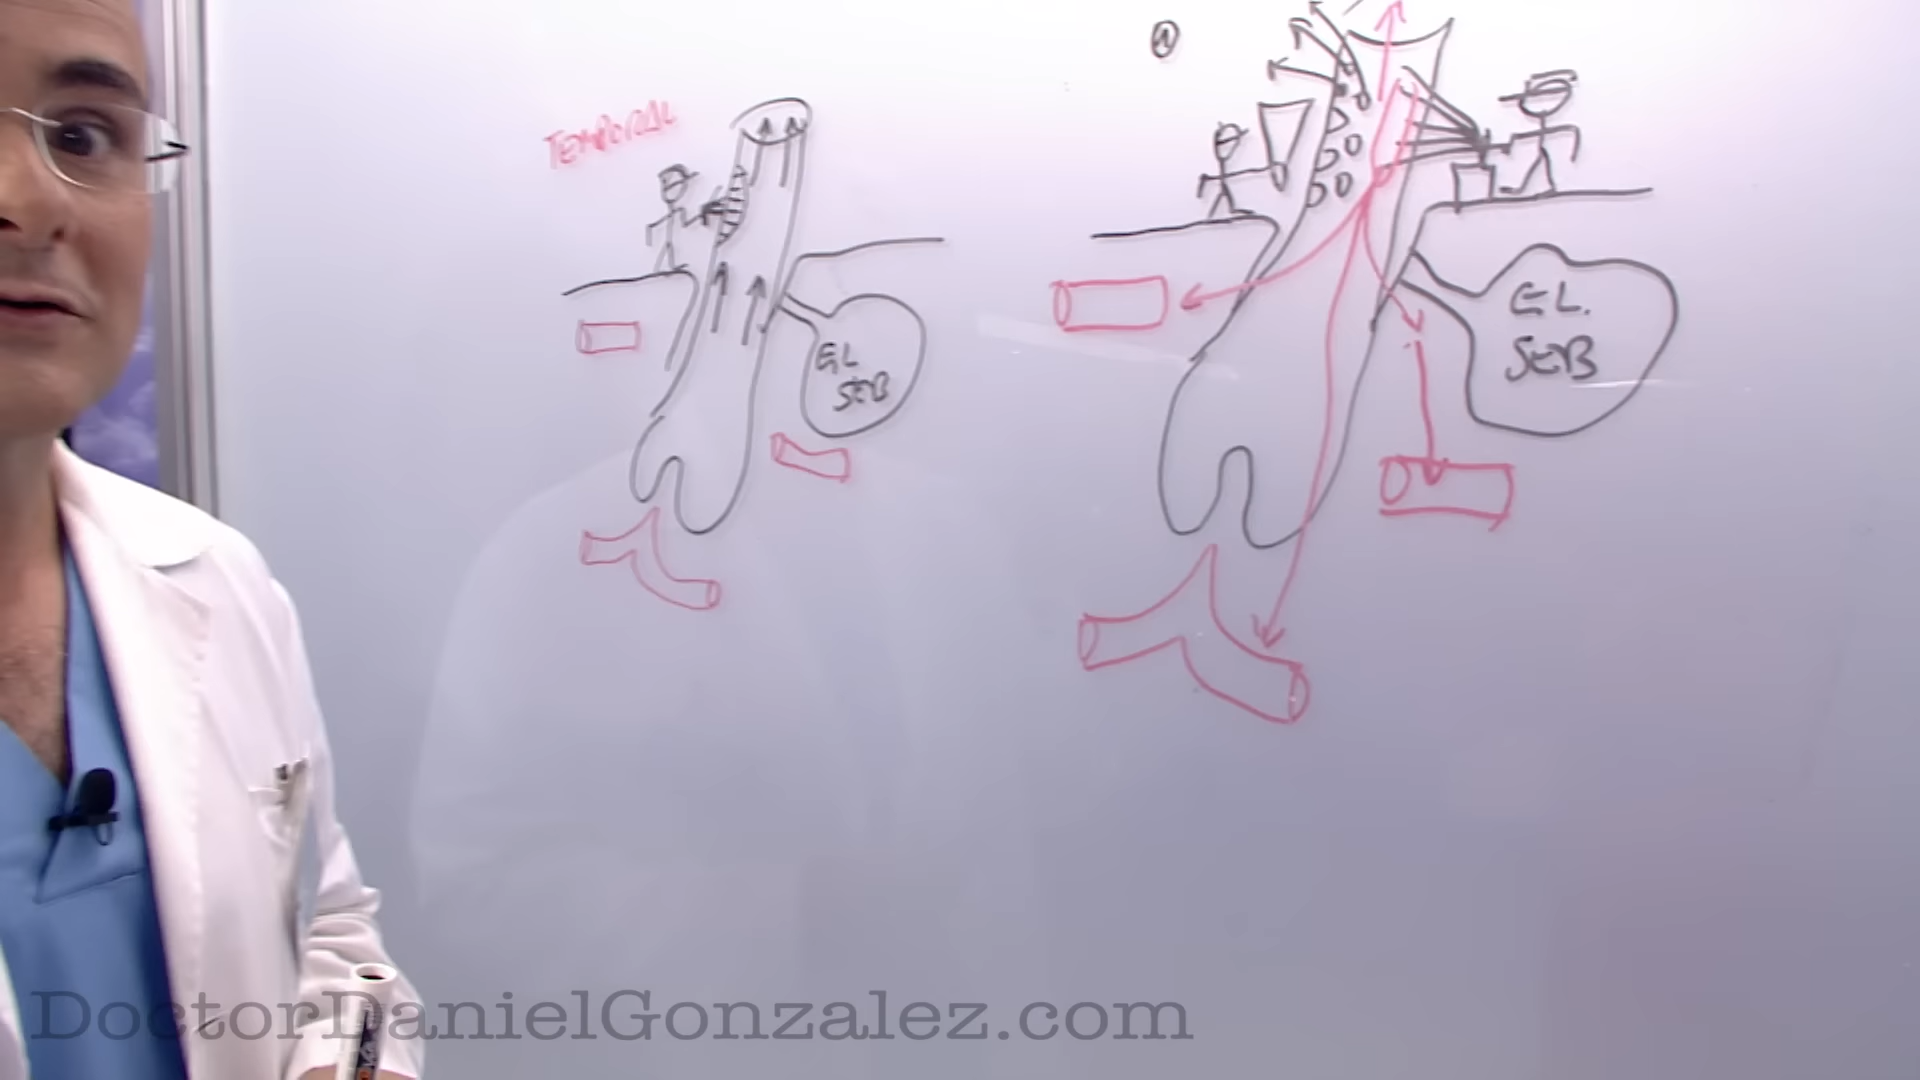 TEMPORAL
GL
SEB
GL.
SEB
DoctorDanielGonzalez.com